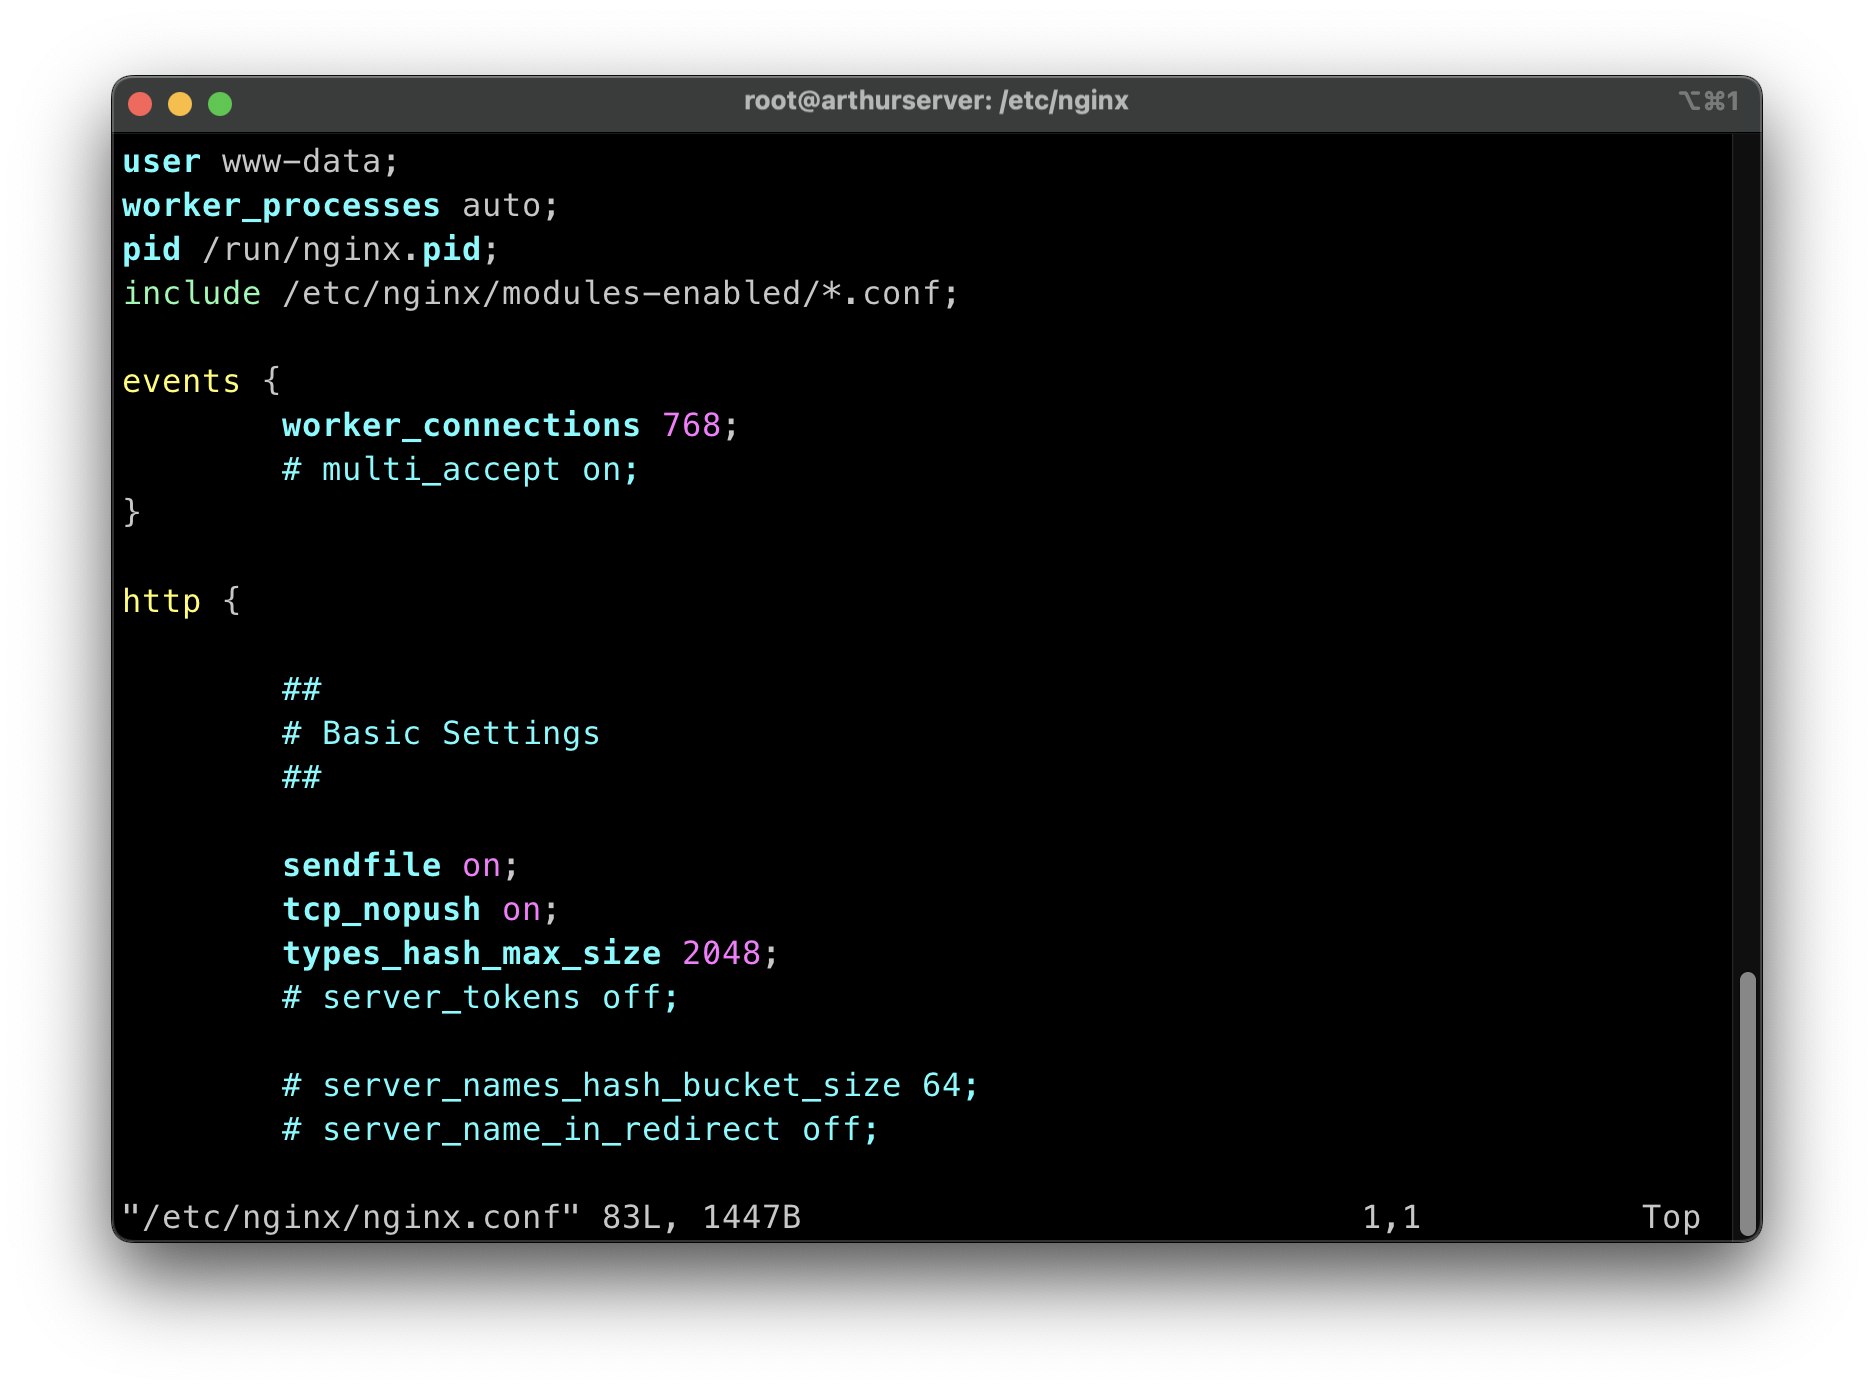 root@arthurserver: /etc/nginx ⌥⌘1
user www-data;
worker_processes auto;
pid /run/nginx.pid;
include /etc/nginx/modules-enabled/*.conf;
events {
worker_connections 768;
# multi_accept on;
}
http {
##
# Basic Settings
##
sendfile on;
tcp_nopush on;
types_hash_max_size 2048;
# server_tokens off;
# server_names_hash_bucket_size 64;
# server_name_in_redirect off;
"/etc/nginx/nginx.conf" 83L, 1447B 1,1 Top